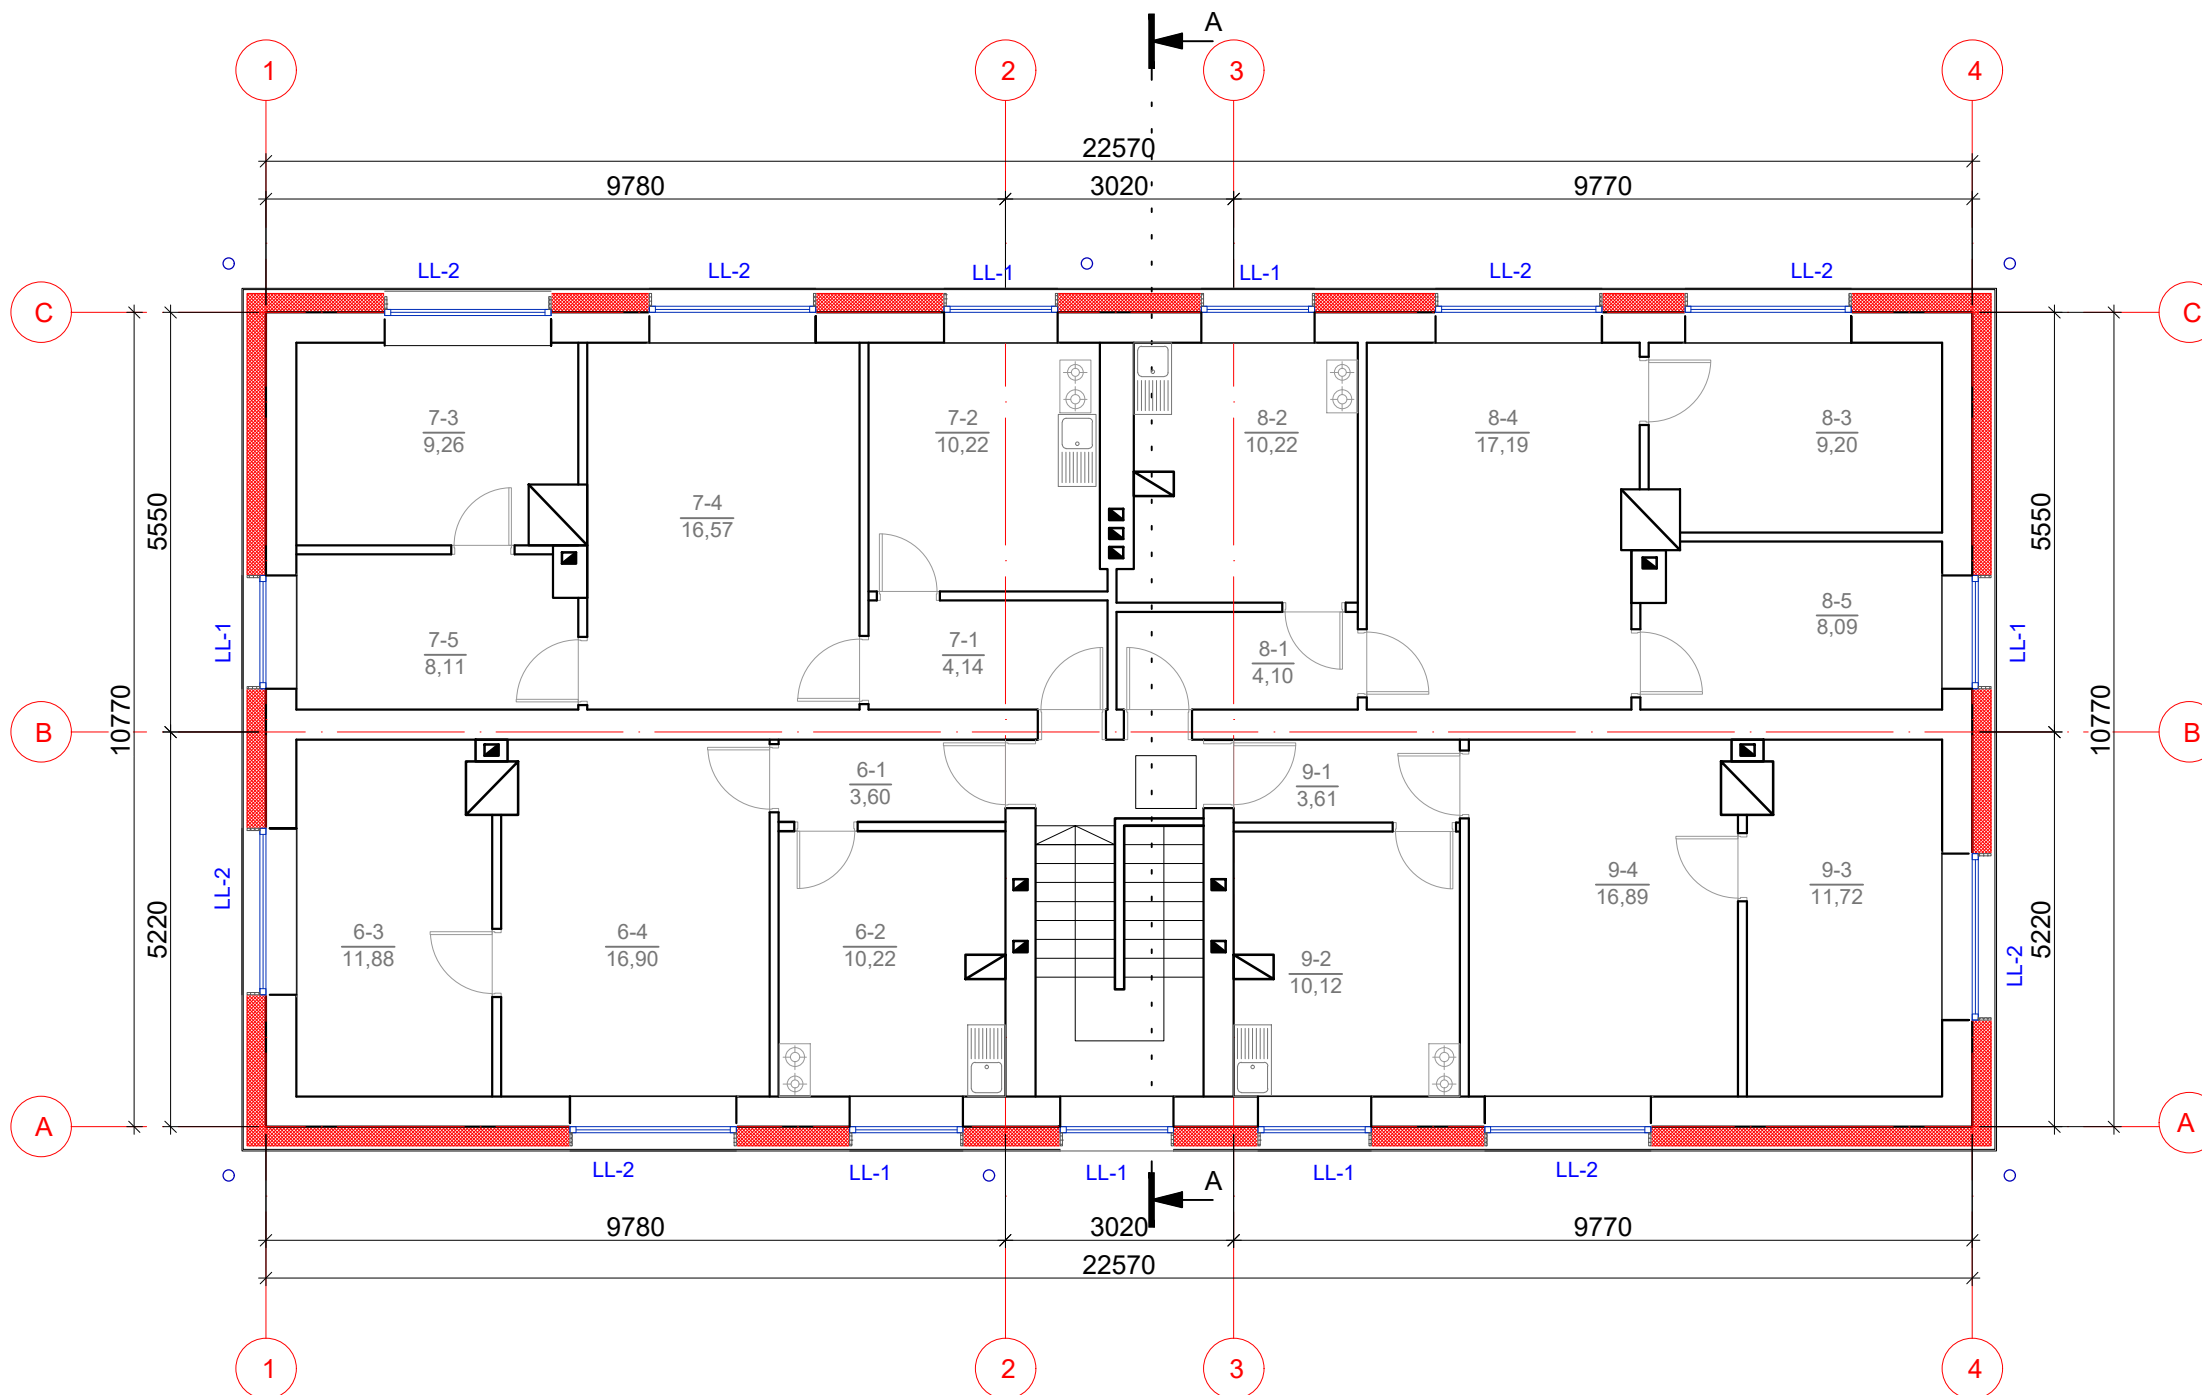 A
1
2
3
4
22570
9780
3020
9770
LL-2
LL-2
LL-1
LL-1
LL-2
LL-2
C
C
7-3
9,26
7-2
10,22
8-2
10,22
8-4
17,19
8-3
9,20
7-4
16,57
5550
5550
7-5
8,11
7-1
4,14
8-1
4,10
8-5
8,09
LL-1
LL-1
10770
10770
B
B
6-1
3,60
9-1
3,61
LL-2
9-4
16,89
9-3
11,72
5220
5220
6-3
11,88
6-4
16,90
6-2
10,22
9-2
10,12
LL-2
A
A
LL-2
LL-1
LL-1
LL-1
LL-2
A
9780
3020
9770
22570
1
2
3
4